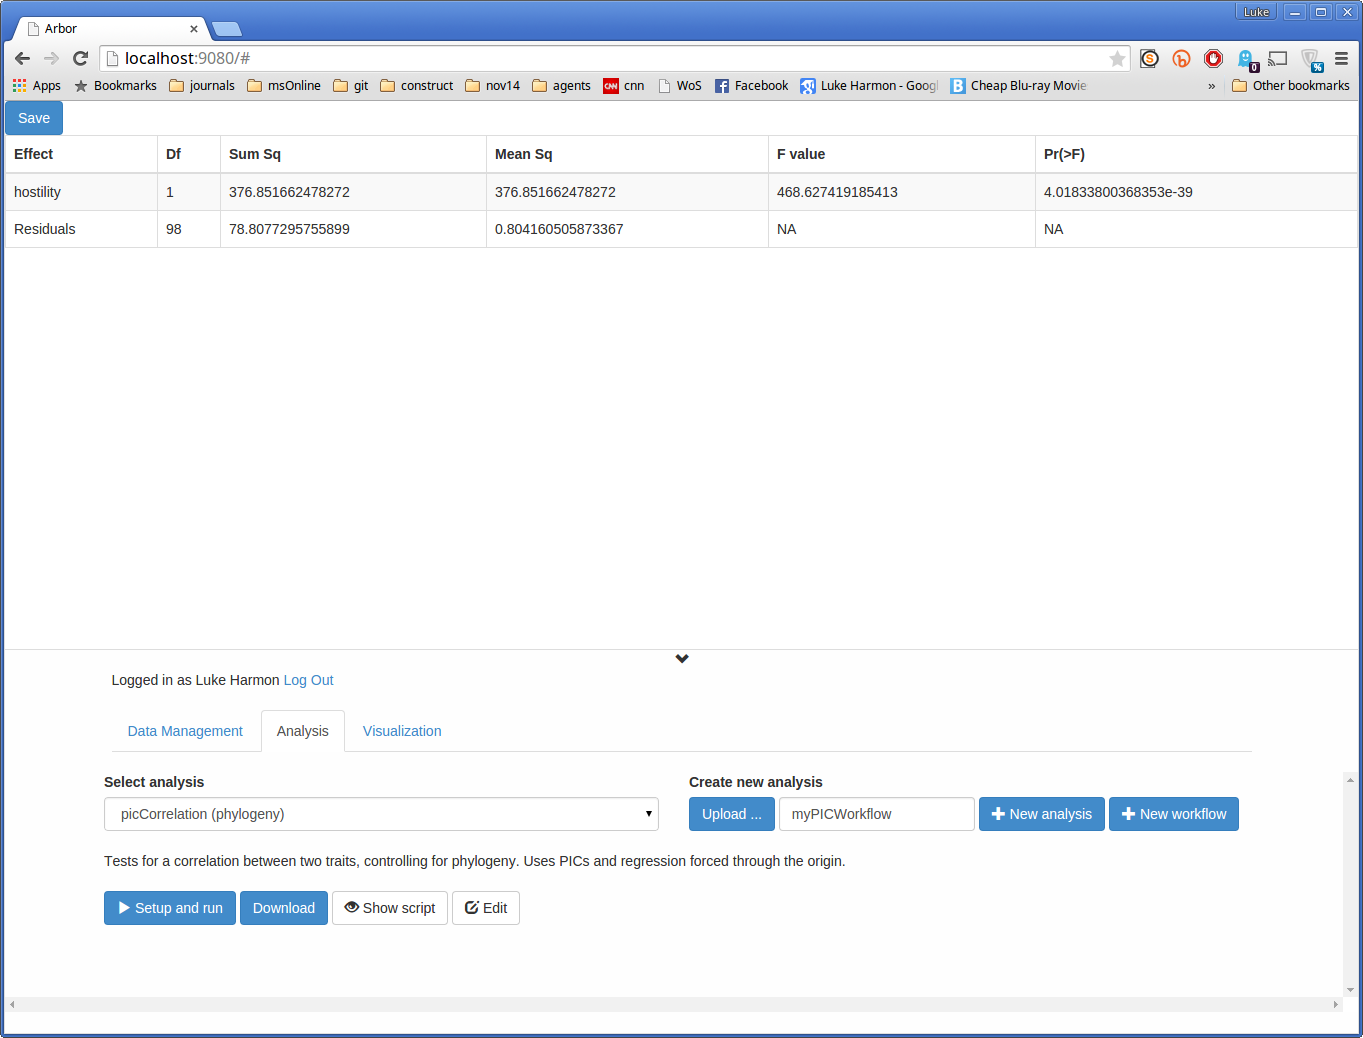 Luke
Arbor
localhost:9080/#
Apps Bookmarks journals msOnline git construct nov14 agents CNN cnn WoS Facebook Luke Harmon - Goog Cheap Blu-ray Movie » Other bookmarks
Save
Effect Df Sum Sq Mean Sq F value Pr(>F)
hostility 1 376.851662478272 376.851662478272 468.627419185413 4.01833800368353e-39
Residuals 98 78.8077295755899 0.804160505873367 NA NA
Logged in as Luke Harmon Log Out
Data Management Analysis Visualization
Select analysis Create new analysis
picCorrelation (phylogeny) Upload ... myPICWorkflow New analysis New workflow
Tests for a correlation between two traits, controlling for phylogeny. Uses PICs and regression forced through the origin.
Setup and run Download Show script Edit